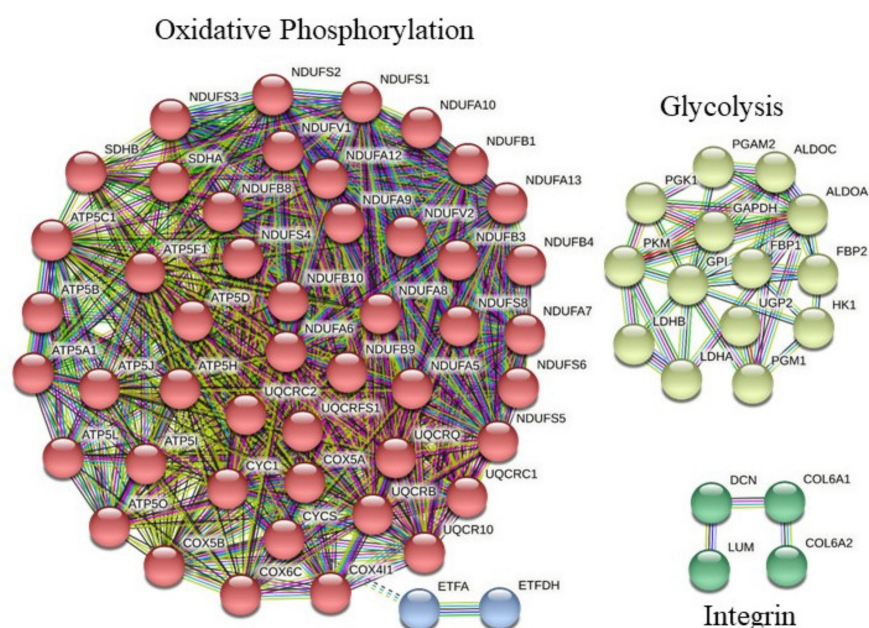 Oxidative Phosphorylation
NDUFS2
NDUFS1
NDUFS3
NDUFA10
NDUFV1
NDUFB1
SDHB
SDHA
NDUFA12
NDUFA13
NDUFB8
NDUFA9
NDUFV2
ATP5C1
NDUFS4
NDUFB3
NDUFB4
ATP5F1
ATP5B
ATP5D
NDUFB10
NDUFA8
NDUFS8
NDUFA7
NDUFA6
ATP5A1
ATP5J
ATP5H
NDUFB9
NDUFA5
NDUFS6
UQCRC2
UQCRFS1
NDUFS5
ATP5L
ATP5I
CYC1
COX5A
UQCRQ
UQCRC1
ATP5O
CYCS
UQCRB
UQCR10
COX5B
COX6C
COX4I1
ETFA
ETFDH
Glycolysis
PGAM2
ALDOC
PGK1
ALDOA
GAPDH
PKM
GPI
FBP1
FBP2
UGP2
HK1
LDHB
LDHA
PGM1
DCN
COL6A1
LUM
COL6A2
Integrin